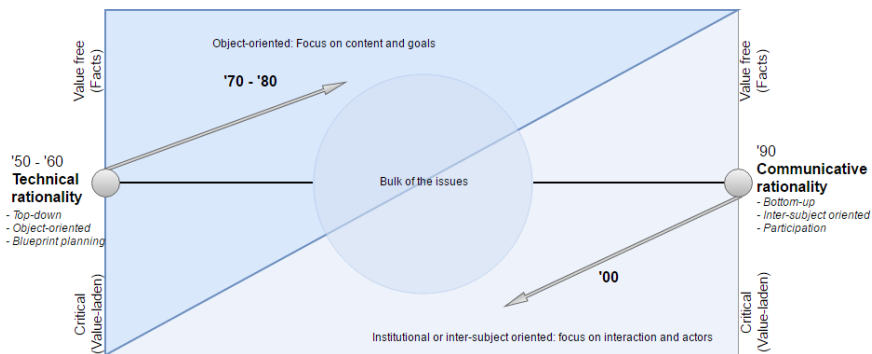 Object-oriented: Focus on content and goals
'70 - '80
Value free
(Facts)
Value free
(Facts)
'50 - '60
Technical
rationality
- Top-down
- Object-oriented
- Blueprint planning
Bulk of the issues
'90
Communicative
rationality
- Bottom-up
- Inter-subject oriented
- Participation
'00
Critical
(Value-laden)
Critical
(Value-laden)
Institutional or inter-subject oriented: focus on interaction and actors